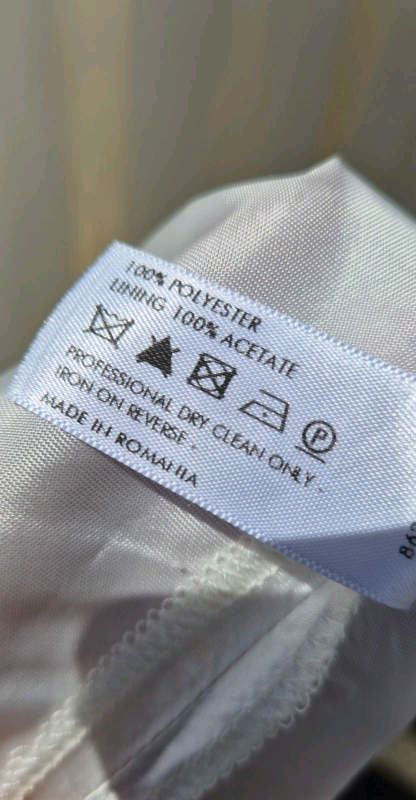 100% POLYESTER
LINING 100% ACETATE
P
PROFESSIONAL DRY CLEAN ONLY -
IRON ON REVERSE -
MADE IN ROMANIA